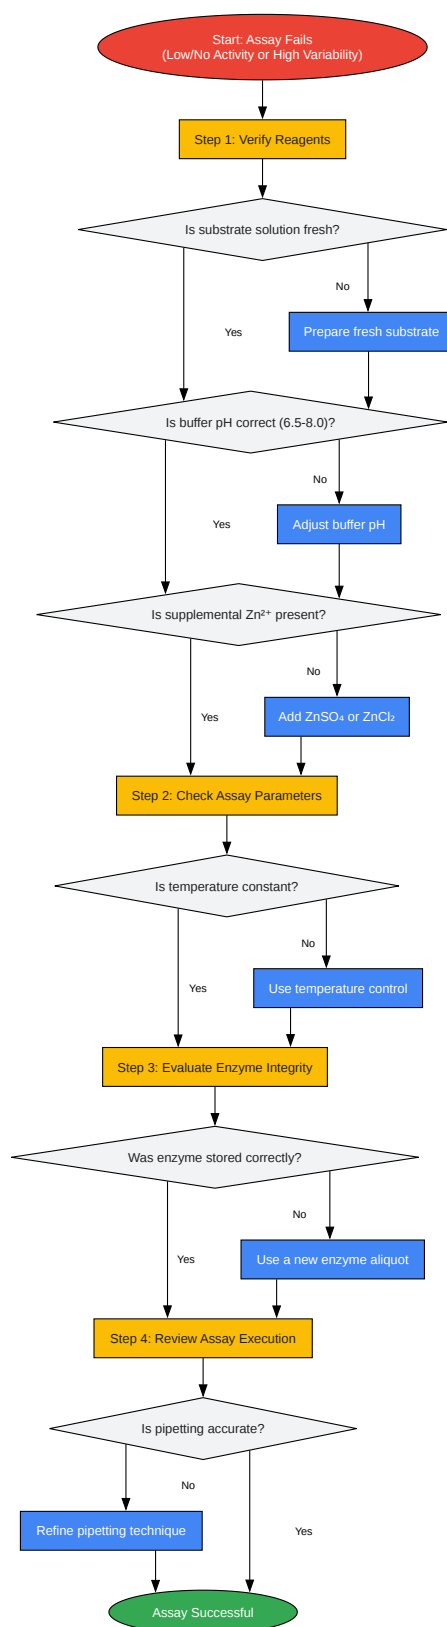 Start: Assay Fails
(Low/No Activity or High Variability)
Step 1: Verify Reagents
Is substrate solution fresh?
No
Yes
Prepare fresh substrate
Is buffer pH correct (6.5-8.0)?
No
Yes
Adjust buffer pH
Is supplemental Zn²⁺ present?
No
Yes
Add ZnSO₄ or ZnCl₂
Step 2: Check Assay Parameters
Is temperature constant?
No
Yes
Use temperature control
Step 3: Evaluate Enzyme Integrity
Was enzyme stored correctly?
No
Yes
Use a new enzyme aliquot
Step 4: Review Assay Execution
Is pipetting accurate?
No
Refine pipetting technique
Yes
Assay Successful